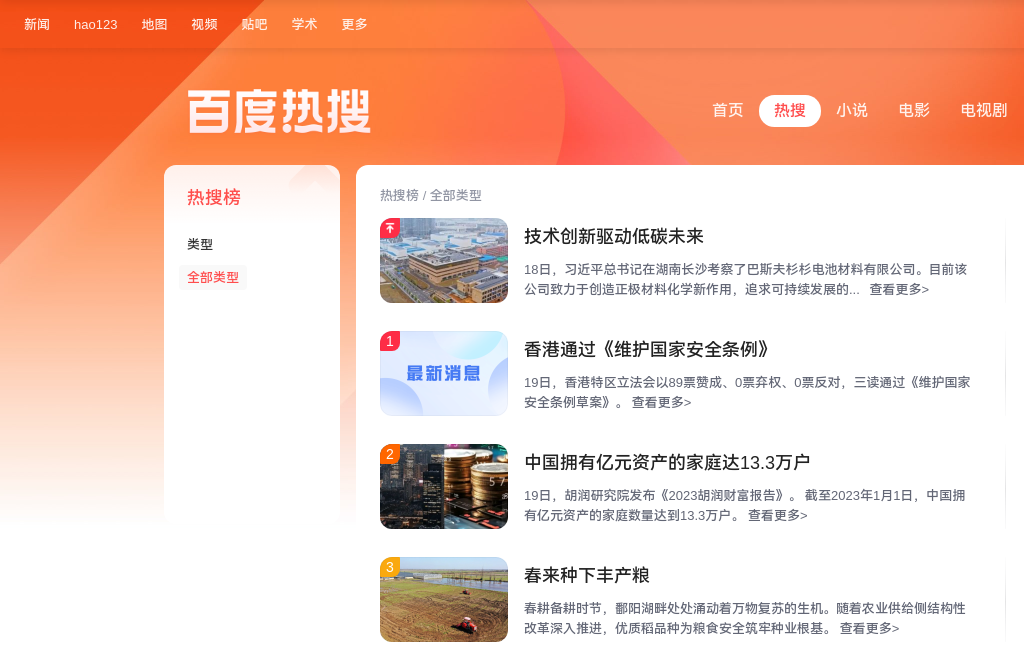 新闻 hao123 地图 视频 贴吧 学术 更多
百度热搜
首页 热搜 小说 电影 电视剧
热搜榜
类型
全部类型
热搜榜 / 全部类型
技术创新驱动低碳未来
18日，习近平总书记在湖南长沙考察了巴斯夫杉杉电池材料有限公司。目前该
公司致力于创造正极材料化学新作用，追求可持续发展的... 查看更多>
1
最新消息
香港通过《维护国家安全条例》
19日，香港特区立法会以89票赞成、0票弃权、0票反对，三读通过《维护国家
安全条例草案》。 查看更多>
2
中国拥有亿元资产的家庭达13.3万户
19日，胡润研究院发布《2023胡润财富报告》。 截至2023年1月1日，中国拥
有亿元资产的家庭数量达到13.3万户。 查看更多>
3
春来种下丰产粮
春耕备耕时节，鄱阳湖畔处处涌动着万物复苏的生机。随着农业供给侧结构性
改革深入推进，优质稻品种为粮食安全筑牢种业根基。 查看更多>